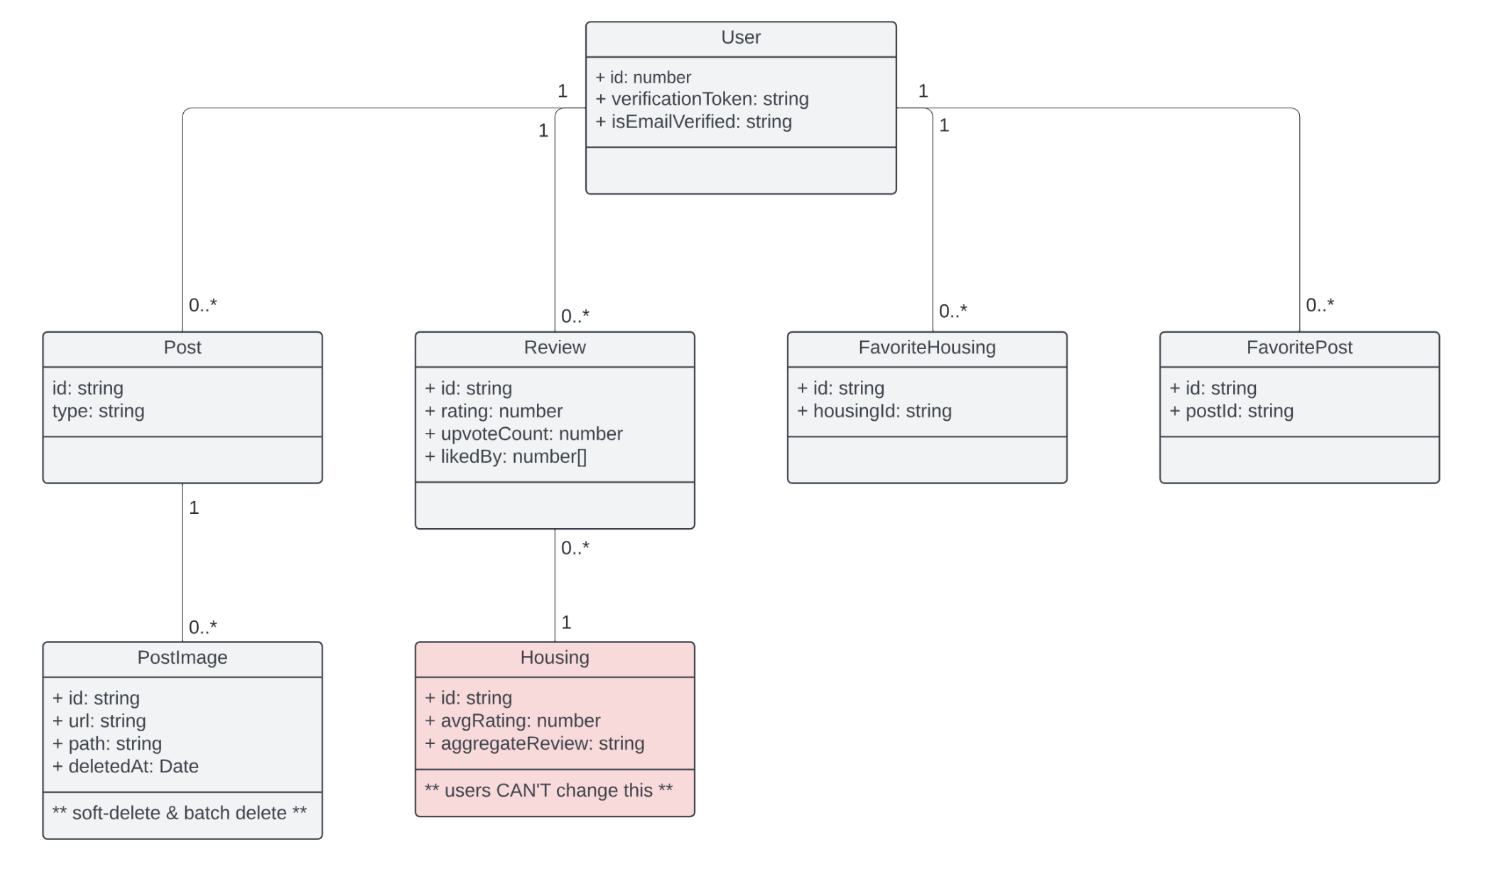 User
+ id: number
+ verificationToken: string
+ isEmailVerified: string
1
1
1
1
0..*
0..*
0..*
0..*
Post
id: string
type: string
Review
+ id: string
+ rating: number
+ upvoteCount: number
+ likedBy: number[]
FavoriteHousing
+ id: string
+ housingId: string
FavoritePost
+ id: string
+ postId: string
1
0..*
0..*
1
PostImage
+ id: string
+ url: string
+ path: string
+ deletedAt: Date
** soft-delete & batch delete **
Housing
+ id: string
+ avgRating: number
+ aggregateReview: string
** users CAN'T change this **